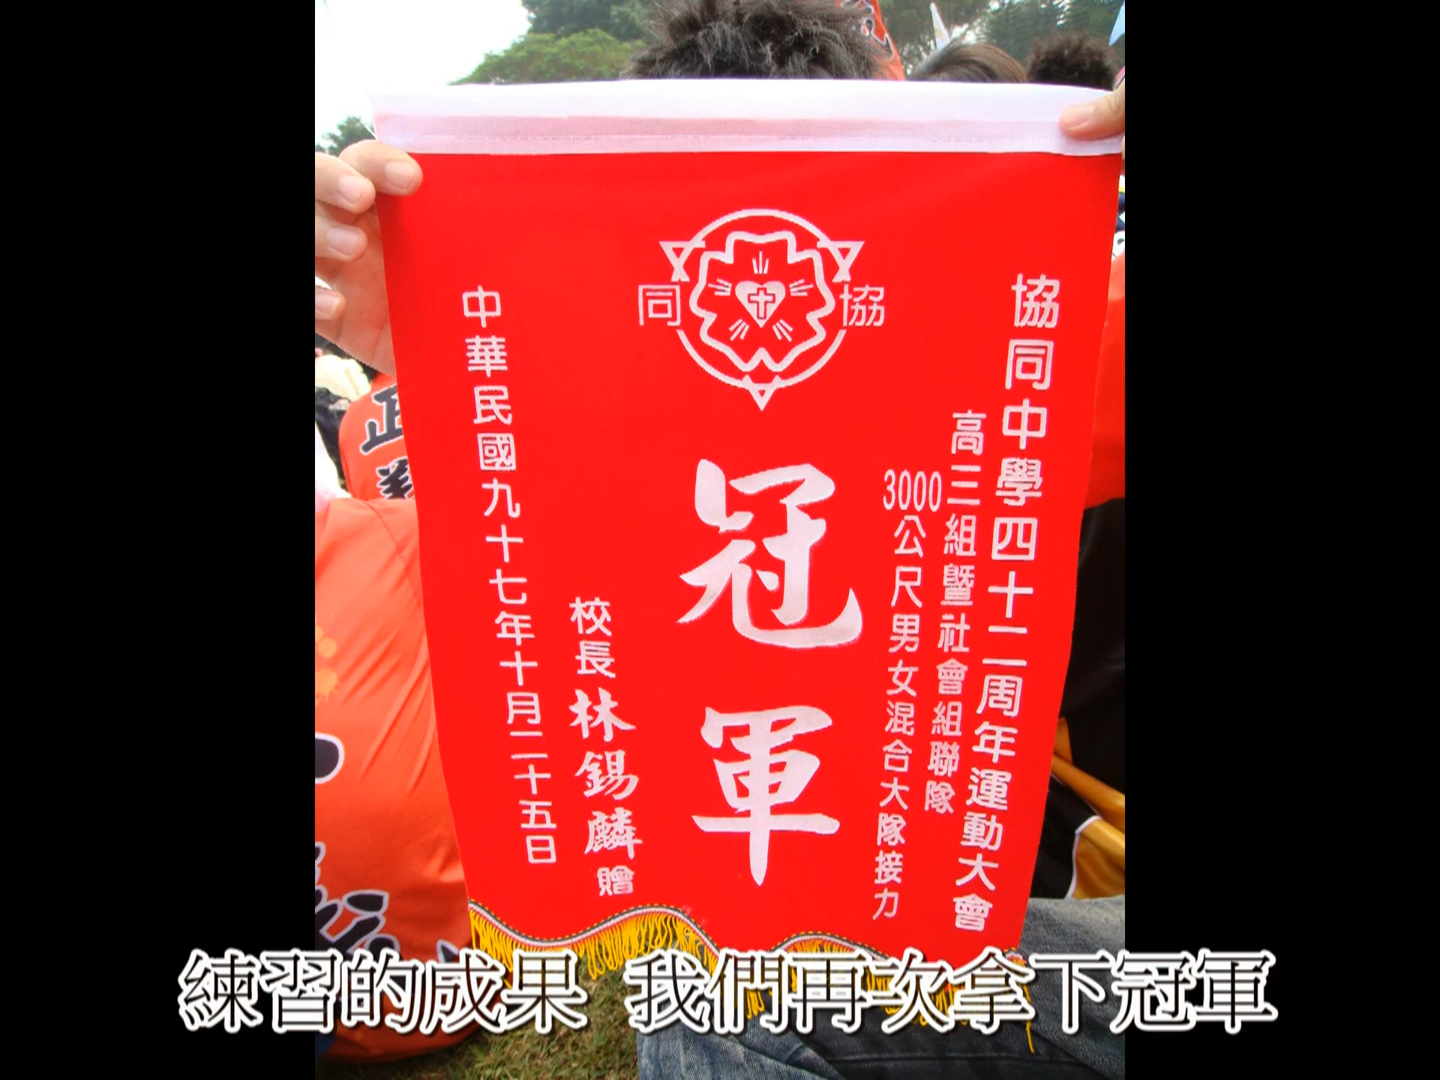 協同中學四十二周年運動大會
高三組暨社會組聯隊
3000公尺男女混合大隊接力
同 協
冠軍
校長林錫麟贈
中華民國九十七年十月二十五日
練習的成果 我們再次拿下冠軍